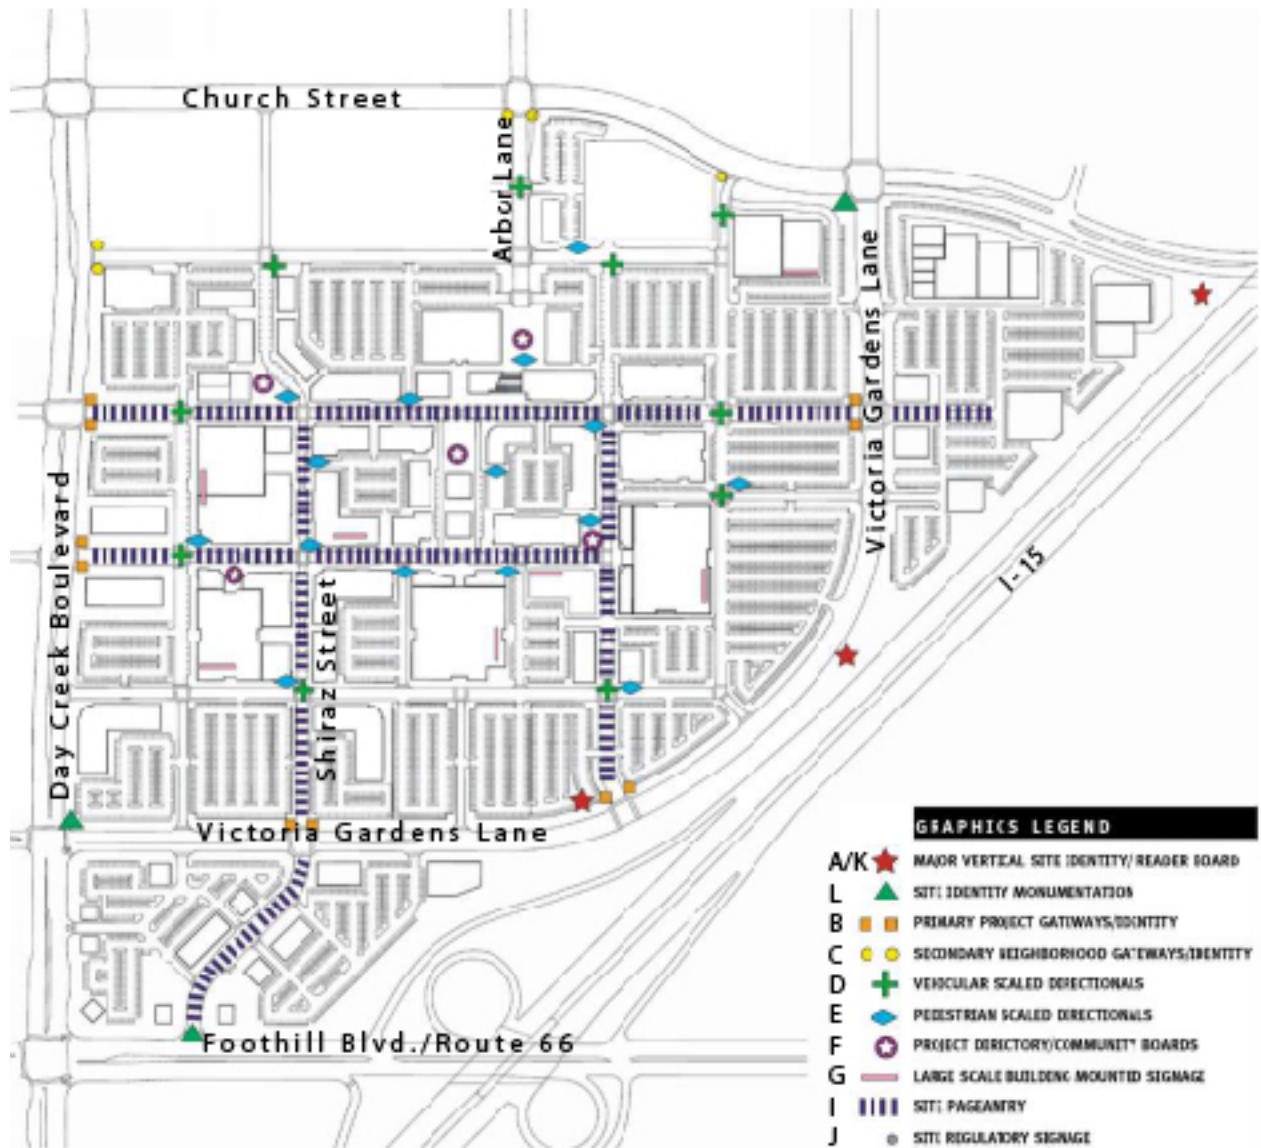 Church Street
Arbor Lane
Victoria Gardens Lane
Day Creek Boulevard
I-15
Shiraz Street
Victoria Gardens Lane
Foothill Blvd./Route 66
GRAPHICS LEGEND
A/K MAJOR VERTICAL SITE IDENTITY/READER BOARD
L SITE IDENTITY MONUMENTATION
B PRIMARY PROJECT GATEWAYS/IDENTITY
C SECONDARY NEIGHBORHOOD GATEWAYS/IDENTITY
D VEHICULAR SCALED DIRECTIONALS
E PEDESTRIAN SCALED DIRECTIONALS
F PROJECT DIRECTORY/COMMUNITY BOARDS
G LARGE SCALE BUILDING MOUNTED SIGNAGE
I SITE PAGEANTRY
J SITE REGULATORY SIGNAGE